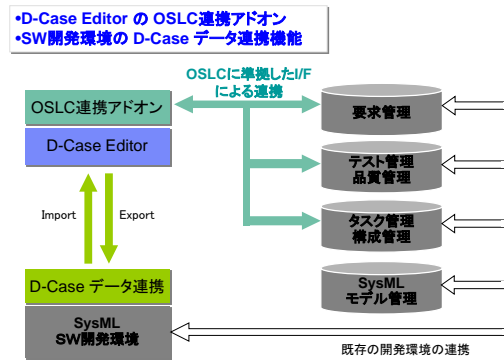 •D-Case Editor の OSLC連携アドオン
•SW開発環境の D-Case データ連携機能
OSLCに準拠したI/F
による連携
OSLC連携アドオン
D-Case Editor
要求管理
テスト管理
品質管理
Import
Export
タスク管理
構成管理
D-Case データ連携
SysML
SW開発環境
SysML
モデル管理
既存の開発環境の連携